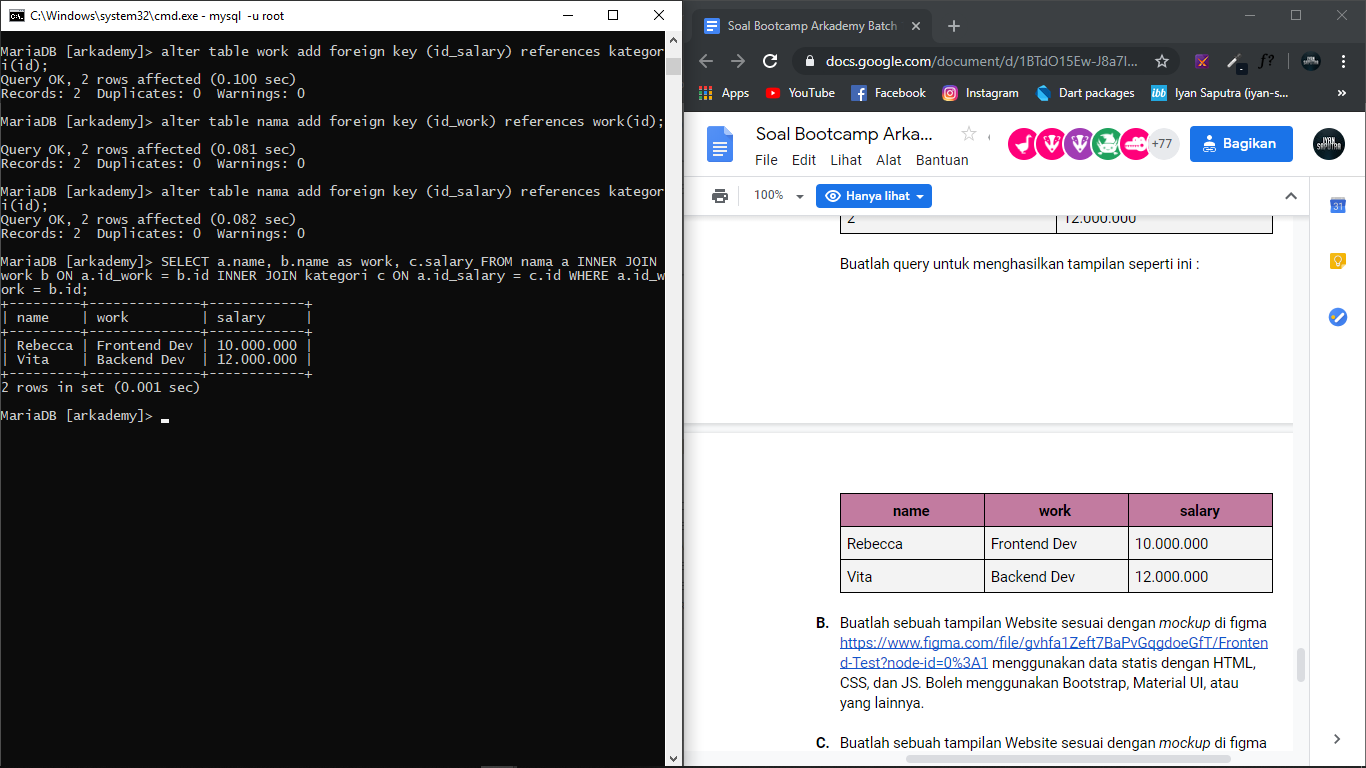 C:\Windows\system32\cmd.exe - mysql -u root
MariaDB [arkademy]> alter table work add foreign key (id_salary) references kategor
i(id);
Query OK, 2 rows affected (0.100 sec)
Records: 2  Duplicates: 0  Warnings: 0
MariaDB [arkademy]> alter table nama add foreign key (id_work) references work(id);
Query OK, 2 rows affected (0.081 sec)
Records: 2  Duplicates: 0  Warnings: 0
MariaDB [arkademy]> alter table nama add foreign key (id_salary) references kategor
i(id);
Query OK, 2 rows affected (0.082 sec)
Records: 2  Duplicates: 0  Warnings: 0
MariaDB [arkademy]> SELECT a.name, b.name as work, c.salary FROM nama a INNER JOIN
work b ON a.id_work = b.id INNER JOIN kategori c ON a.id_salary = c.id WHERE a.id_w
ork = b.id;
+---------+--------------+------------+
| name    | work         | salary     |
+---------+--------------+------------+
| Rebecca | Frontend Dev | 10.000.000 |
| Vita    | Backend Dev  | 12.000.000 |
+---------+--------------+------------+
2 rows in set (0.001 sec)
MariaDB [arkademy]>
Soal Bootcamp Arkademy Batch
docs.google.com/document/d/1BTdO15Ew-J8a7I...
f?
Apps YouTube Facebook Instagram Dart packages ibb Iyan Saputra (iyan-s... »
Soal Bootcamp Arka...
File Edit Lihat Alat Bantuan
+77
Bagikan
IYAN
SAPUTRA
100%
Hanya lihat
31
2 12.000.000
Buatlah query untuk menghasilkan tampilan seperti ini :
name work salary
Rebecca Frontend Dev 10.000.000
Vita Backend Dev 12.000.000
B. Buatlah sebuah tampilan Website sesuai dengan mockup di figma
https://www.figma.com/file/gvhfa1Zeft7BaPvGqgdoeGfT/Fronten
d-Test?node-id=0%3A1 menggunakan data statis dengan HTML,
CSS, dan JS. Boleh menggunakan Bootstrap, Material UI, atau
yang lainnya.
C. Buatlah sebuah tampilan Website sesuai dengan mockup di figma